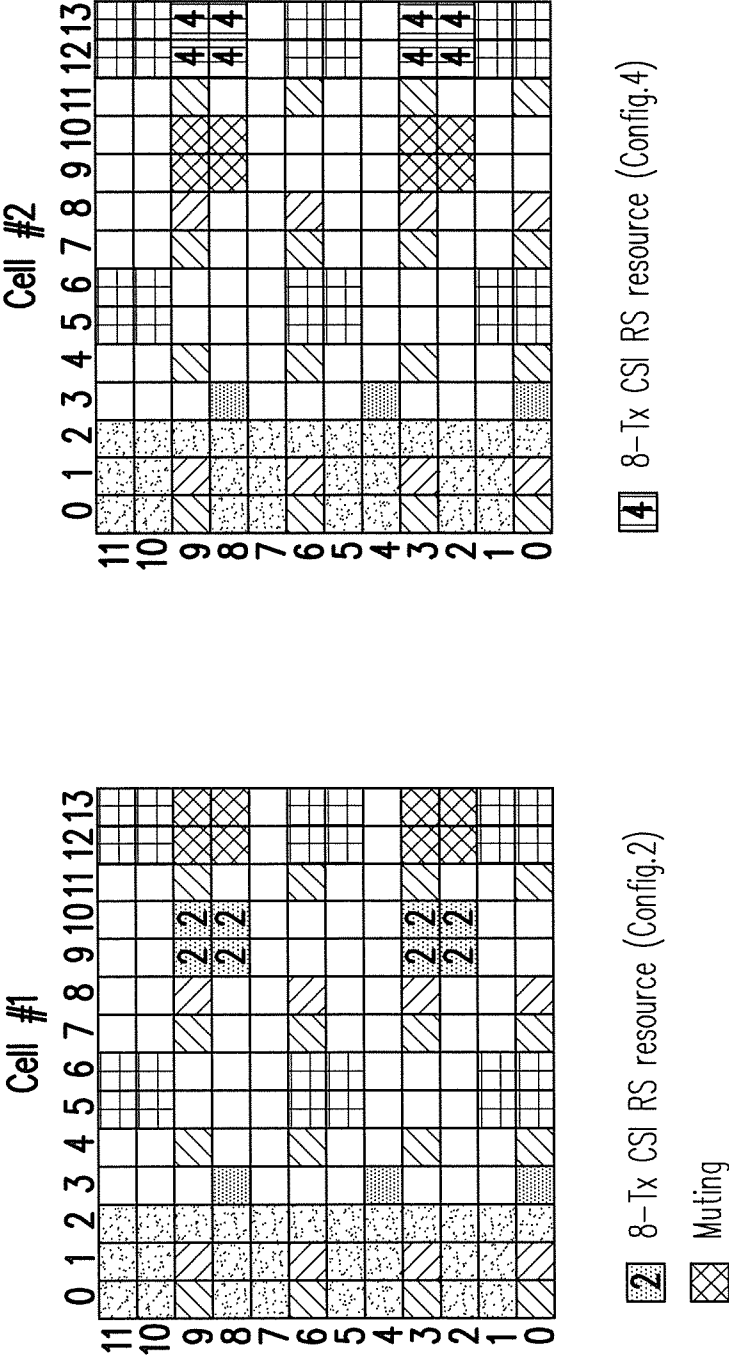 Cell #1
0 1 2 3 4 5 6 7 8 9 10 11 12 13
11
10
9 2 2
8 2 2
7
6
5
4
3 2 2
2 2 2
1
0
2 8-Tx CSI RS resource (Config.2)
Muting
Cell #2
0 1 2 3 4 5 6 7 8 9 10 11 12 13
11
10
9 4 4
8 4 4
7
6
5
4
3 4 4
2 4 4
1
0
4 8-Tx CSI RS resource (Config.4)